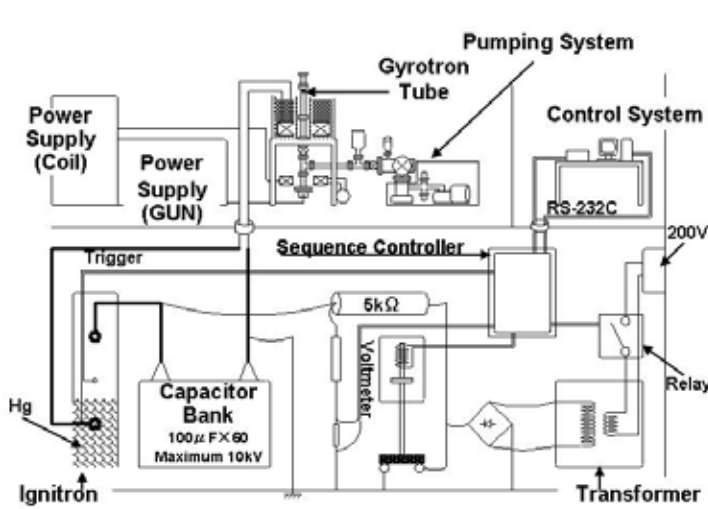 Pumping System
Gyrotron
Tube
Power
Supply
(Coil)
Power
Supply
(GUN)
Control System
RS-232C
200V
Sequence Controller
Trigger
5kΩ
Voltmeter
Relay
Capacitor
Bank
100μF×60
Maximum 10kV
Hg
Ignitron
Transformer